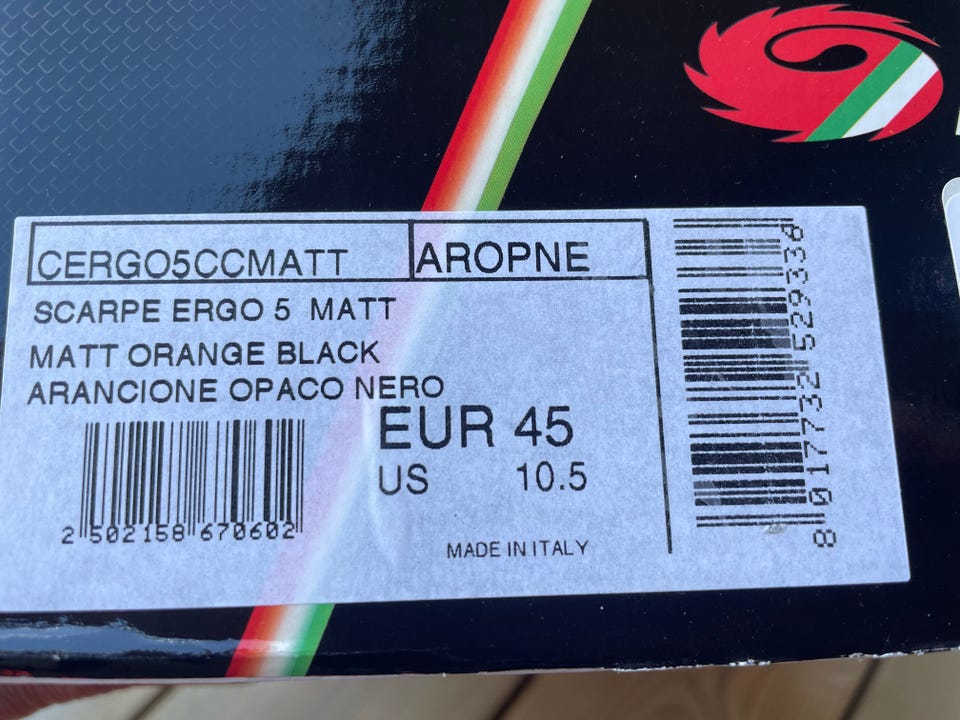 CERGO5CCMATT AROPNE
SCARPE ERGO 5 MATT
MATT ORANGE BLACK
ARANCIONE OPACO NERO
EUR 45
US 10.5
2 502158 670602
MADE IN ITALY
8 017732 529336